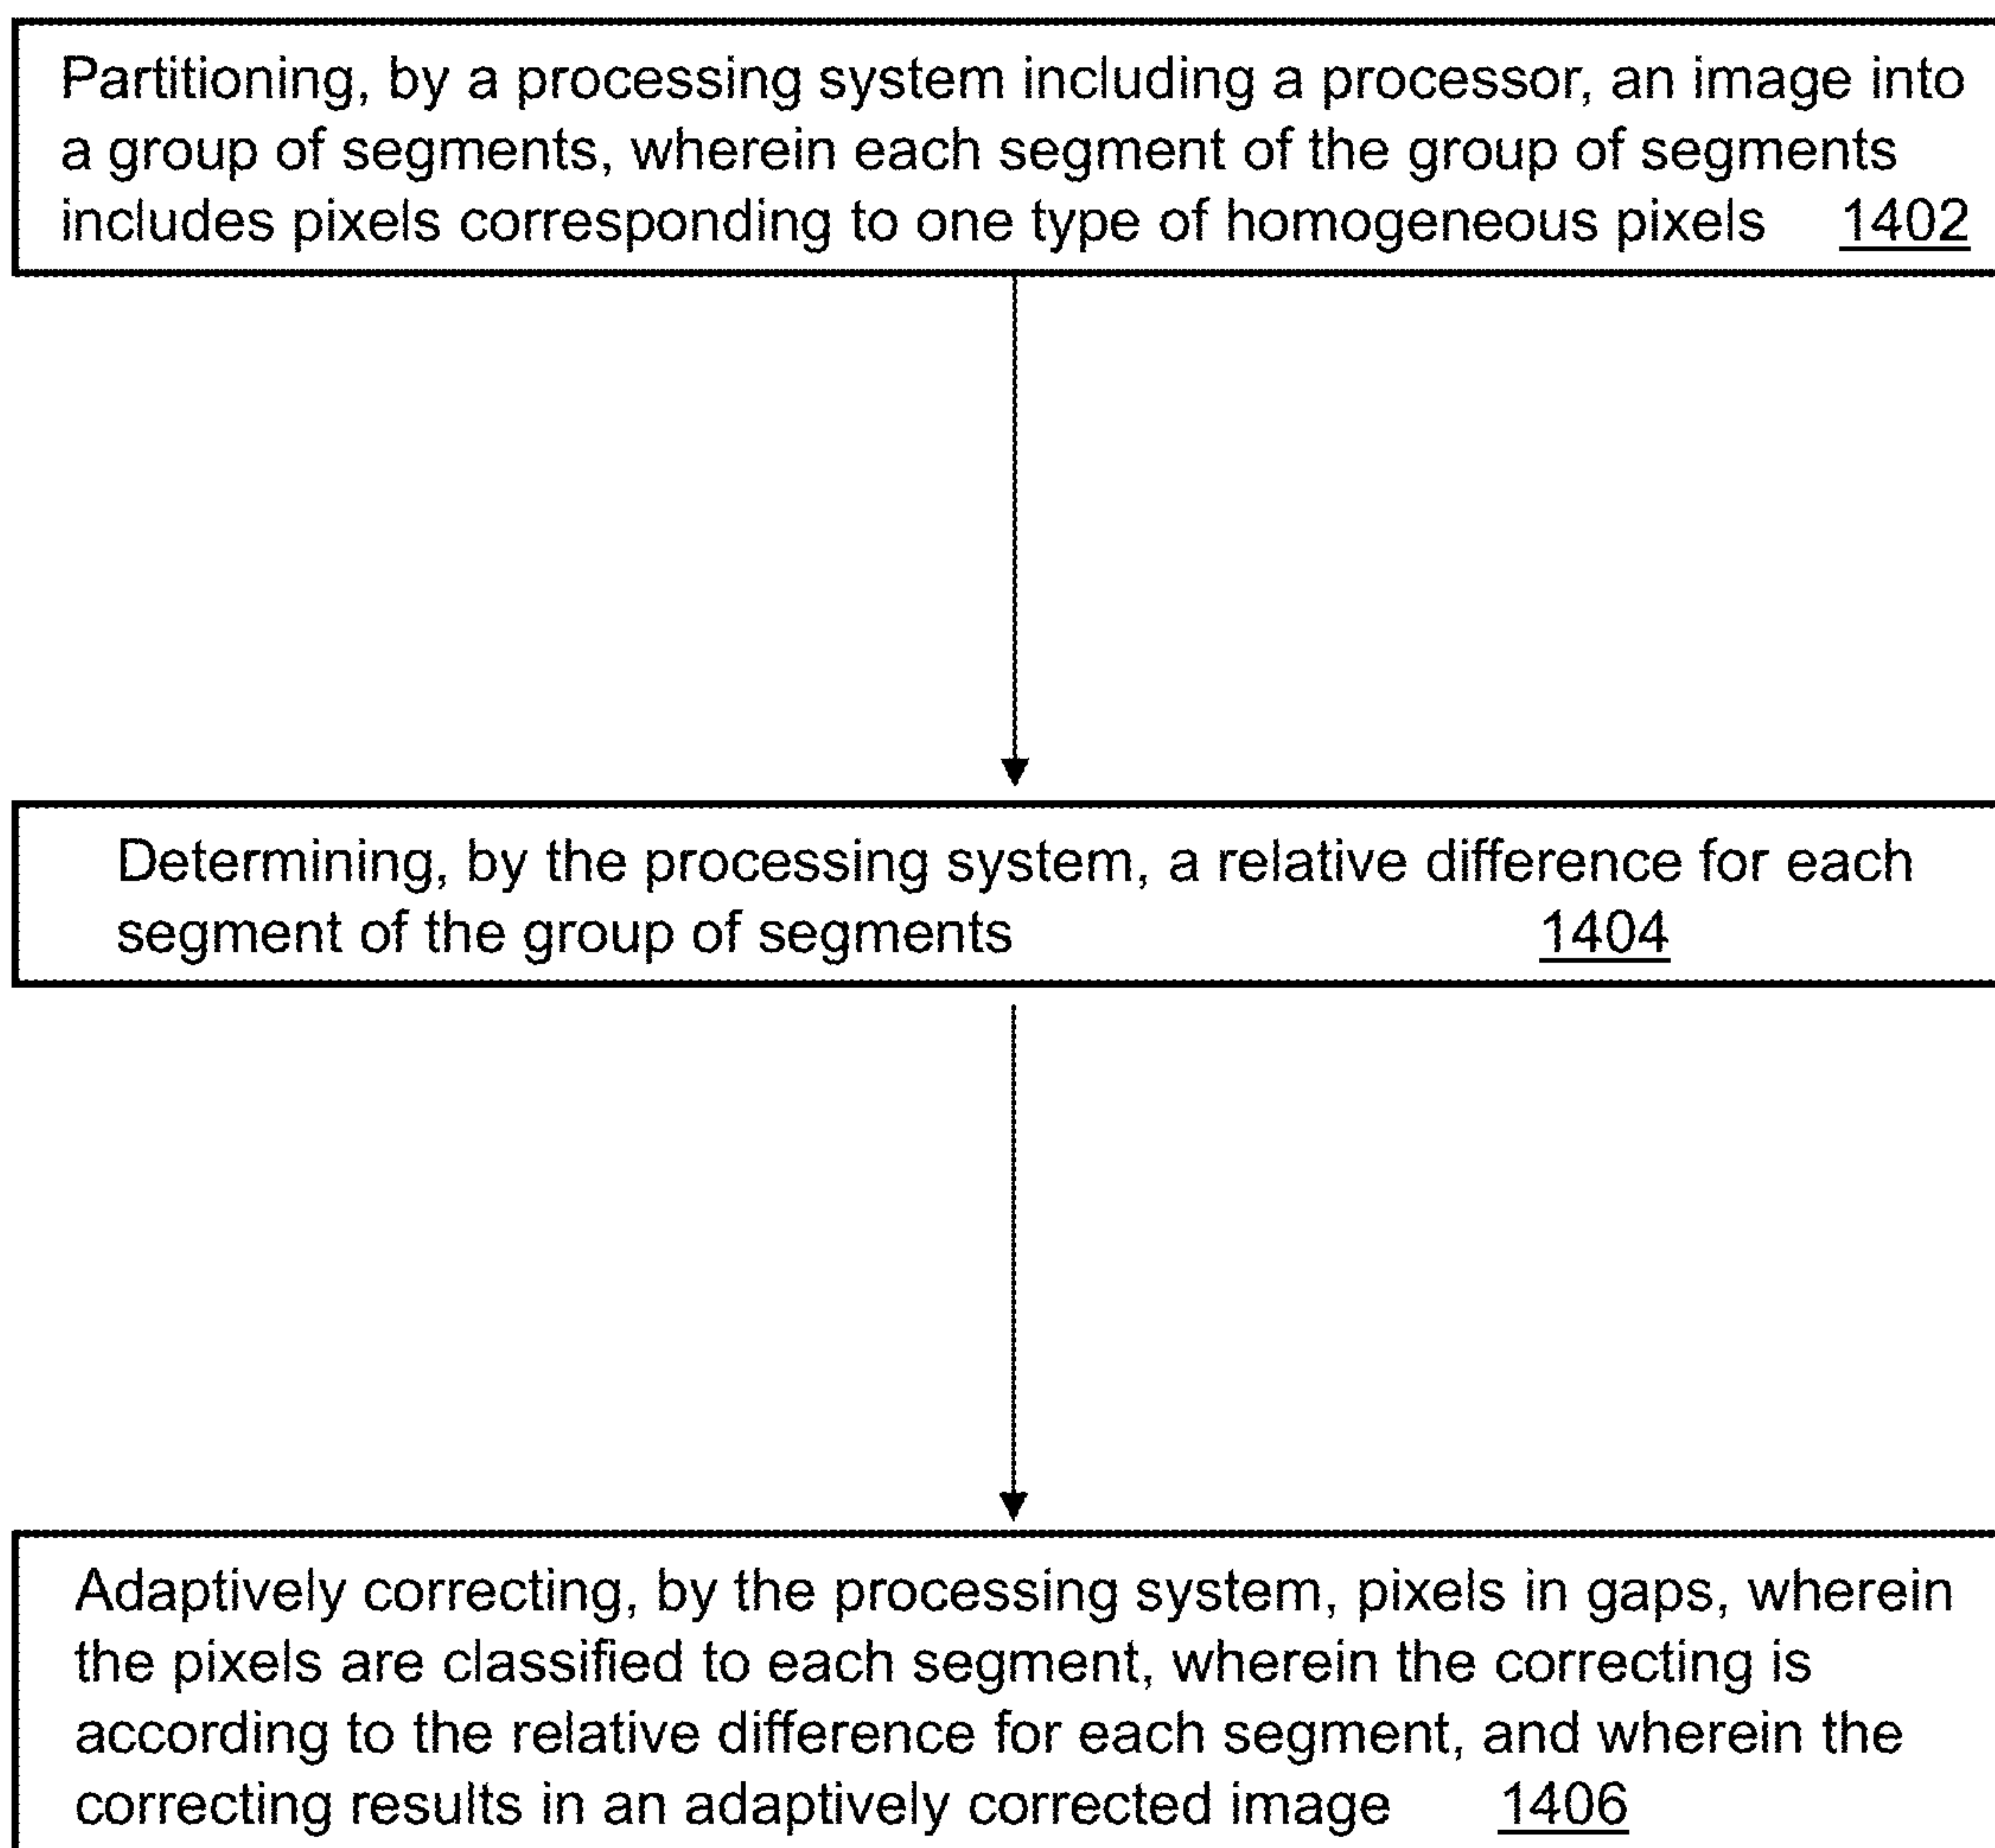 Partitioning, by a processing system including a processor, an image into
a group of segments, wherein each segment of the group of segments
includes pixels corresponding to one type of homogeneous pixels 1402
Determining, by the processing system, a relative difference for each
segment of the group of segments 1404
Adaptively correcting, by the processing system, pixels in gaps, wherein
the pixels are classified to each segment, wherein the correcting is
according to the relative difference for each segment, and wherein the
correcting results in an adaptively corrected image 1406